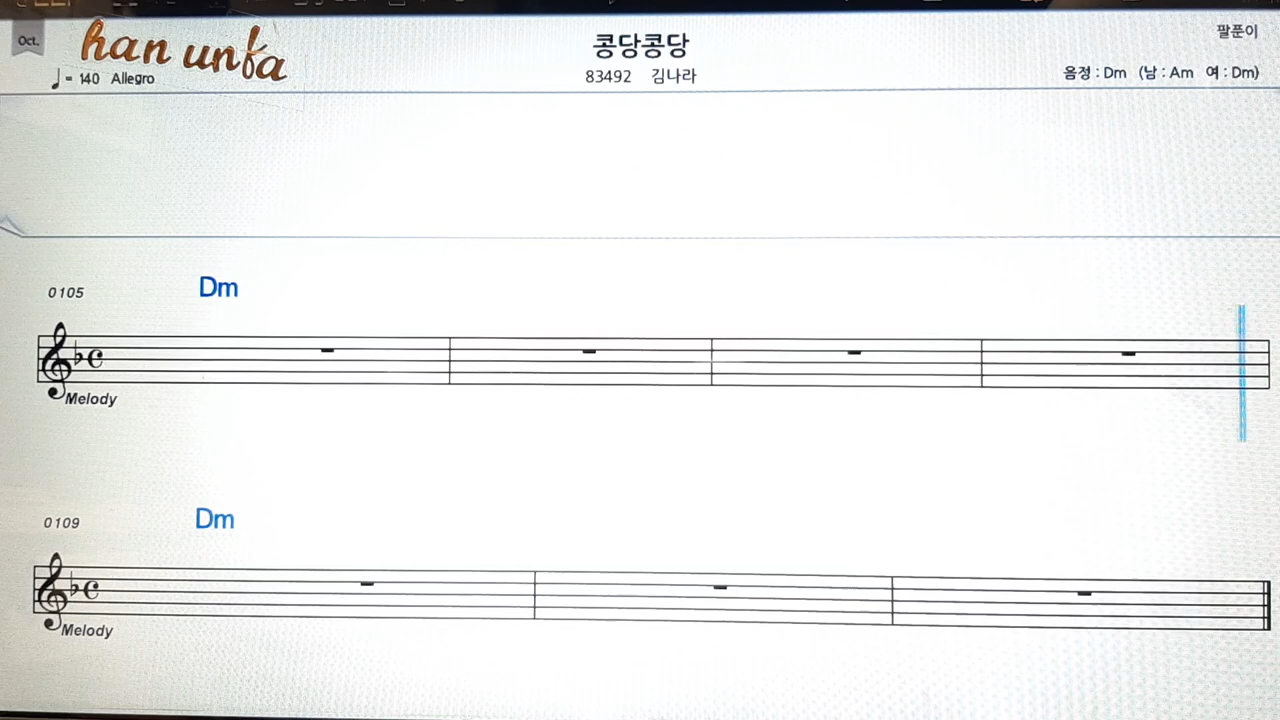 Oct.
han unfa
콩당콩당
팔푼이
♩= 140 Allegro
83492 김나라
음정 : Dm (남 : Am 여 : Dm)
0105
Dm
Melody
0109
Dm
Melody